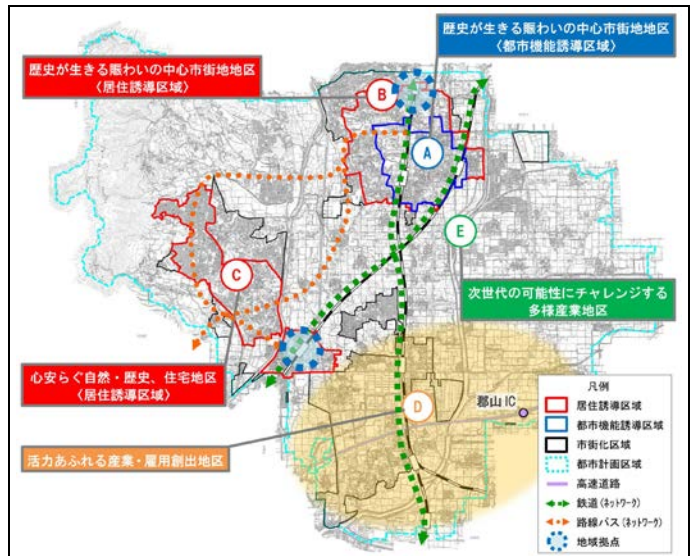 歴史が生きる賑わいの中心市街地地区
〈都市機能誘導区域〉
歴史が生きる賑わいの中心市街地地区
〈居住誘導区域〉
B
A
E
C
次世代の可能性にチャレンジする
多様産業地区
心安らぐ自然・歴史、住宅地区
〈居住誘導区域〉
D
郡山IC
活力あふれる産業・雇用創出地区
凡例
居住誘導区域
都市機能誘導区域
市街化区域
都市計画区域
高速道路
鉄道(ネットワーク)
路線バス(ネットワーク)
地域拠点